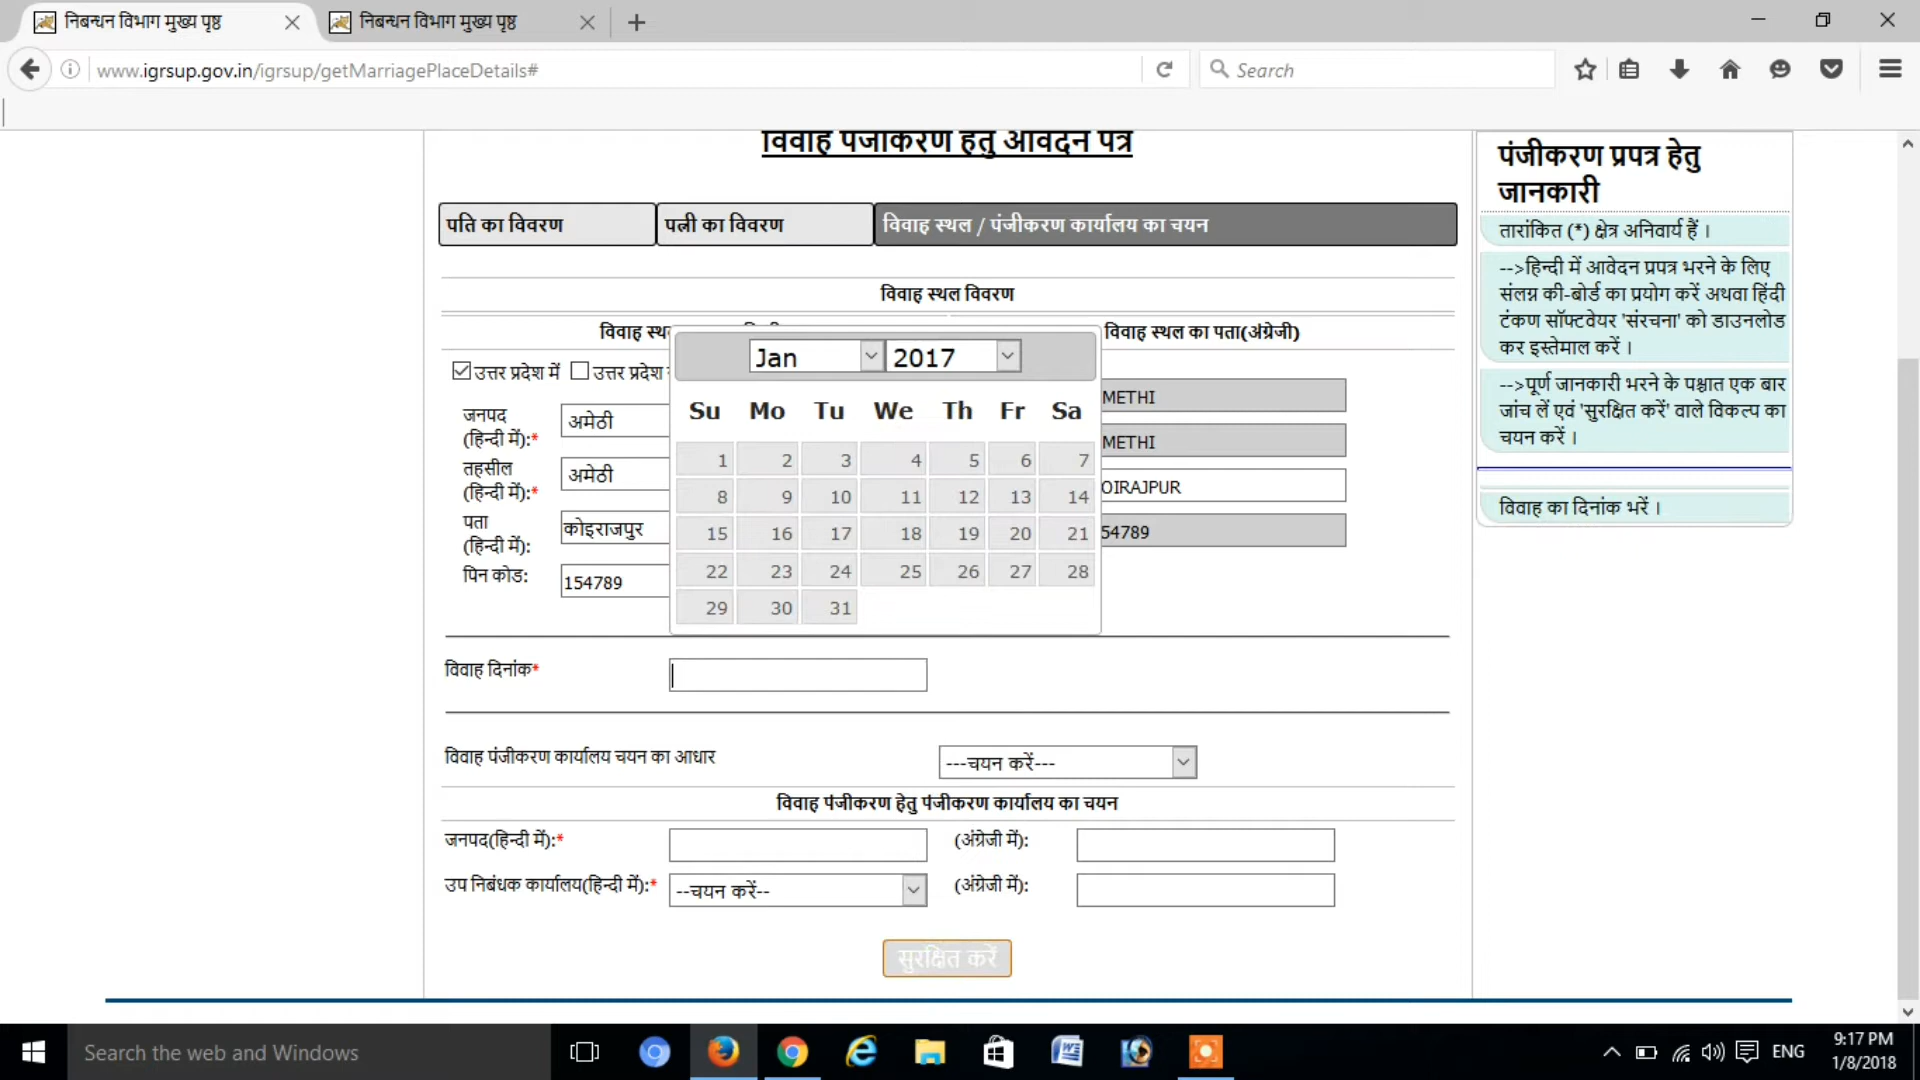 निबन्धन विभाग मुख्य पृष्ठ
निबन्धन विभाग मुख्य पृष्ठ
www.igrsup.gov.in/igrsup/getMarriagePlaceDetails#
Search
विवाह पंजीकरण हेतु आवेदन पत्र
पति का विवरण
पत्नी का विवरण
विवाह स्थल / पंजीकरण कार्यालय का चयन
विवाह स्थल विवरण
विवाह स्थल का पता(अंग्रेजी)
उत्तर प्रदेश में
उत्तर प्रदेश
जनपद
(हिन्दी में):*
अमेठी
METHI
तहसील
(हिन्दी में):*
अमेठी
METHI
पता
(हिन्दी में):
कोइराजपुर
OIRAJPUR
पिन कोड:
154789
54789
Jan
2017
Su Mo Tu We Th Fr Sa
1 2 3 4 5 6 7
8 9 10 11 12 13 14
15 16 17 18 19 20 21
22 23 24 25 26 27 28
29 30 31
विवाह दिनांक*
विवाह पंजीकरण कार्यालय चयन का आधार
---चयन करें---
विवाह पंजीकरण हेतु पंजीकरण कार्यालय का चयन
जनपद(हिन्दी में):*
(अंग्रेजी में):
उप निबंधक कार्यालय(हिन्दी में):*
--चयन करें--
(अंग्रेजी में):
सुरक्षित करें
पंजीकरण प्रपत्र हेतु
जानकारी
तारांकित (*) क्षेत्र अनिवार्य हैं ।
-->हिन्दी में आवेदन प्रपत्र भरने के लिए
संलग्न की-बोर्ड का प्रयोग करें अथवा हिंदी
टंकण सॉफ्टवेयर 'संरचना' को डाउनलोड
कर इस्तेमाल करें ।
-->पूर्ण जानकारी भरने के पश्चात एक बार
जांच लें एवं 'सुरक्षित करें' वाले विकल्प का
चयन करें ।
विवाह का दिनांक भरें ।
Search the web and Windows
ENG
9:17 PM
1/8/2018